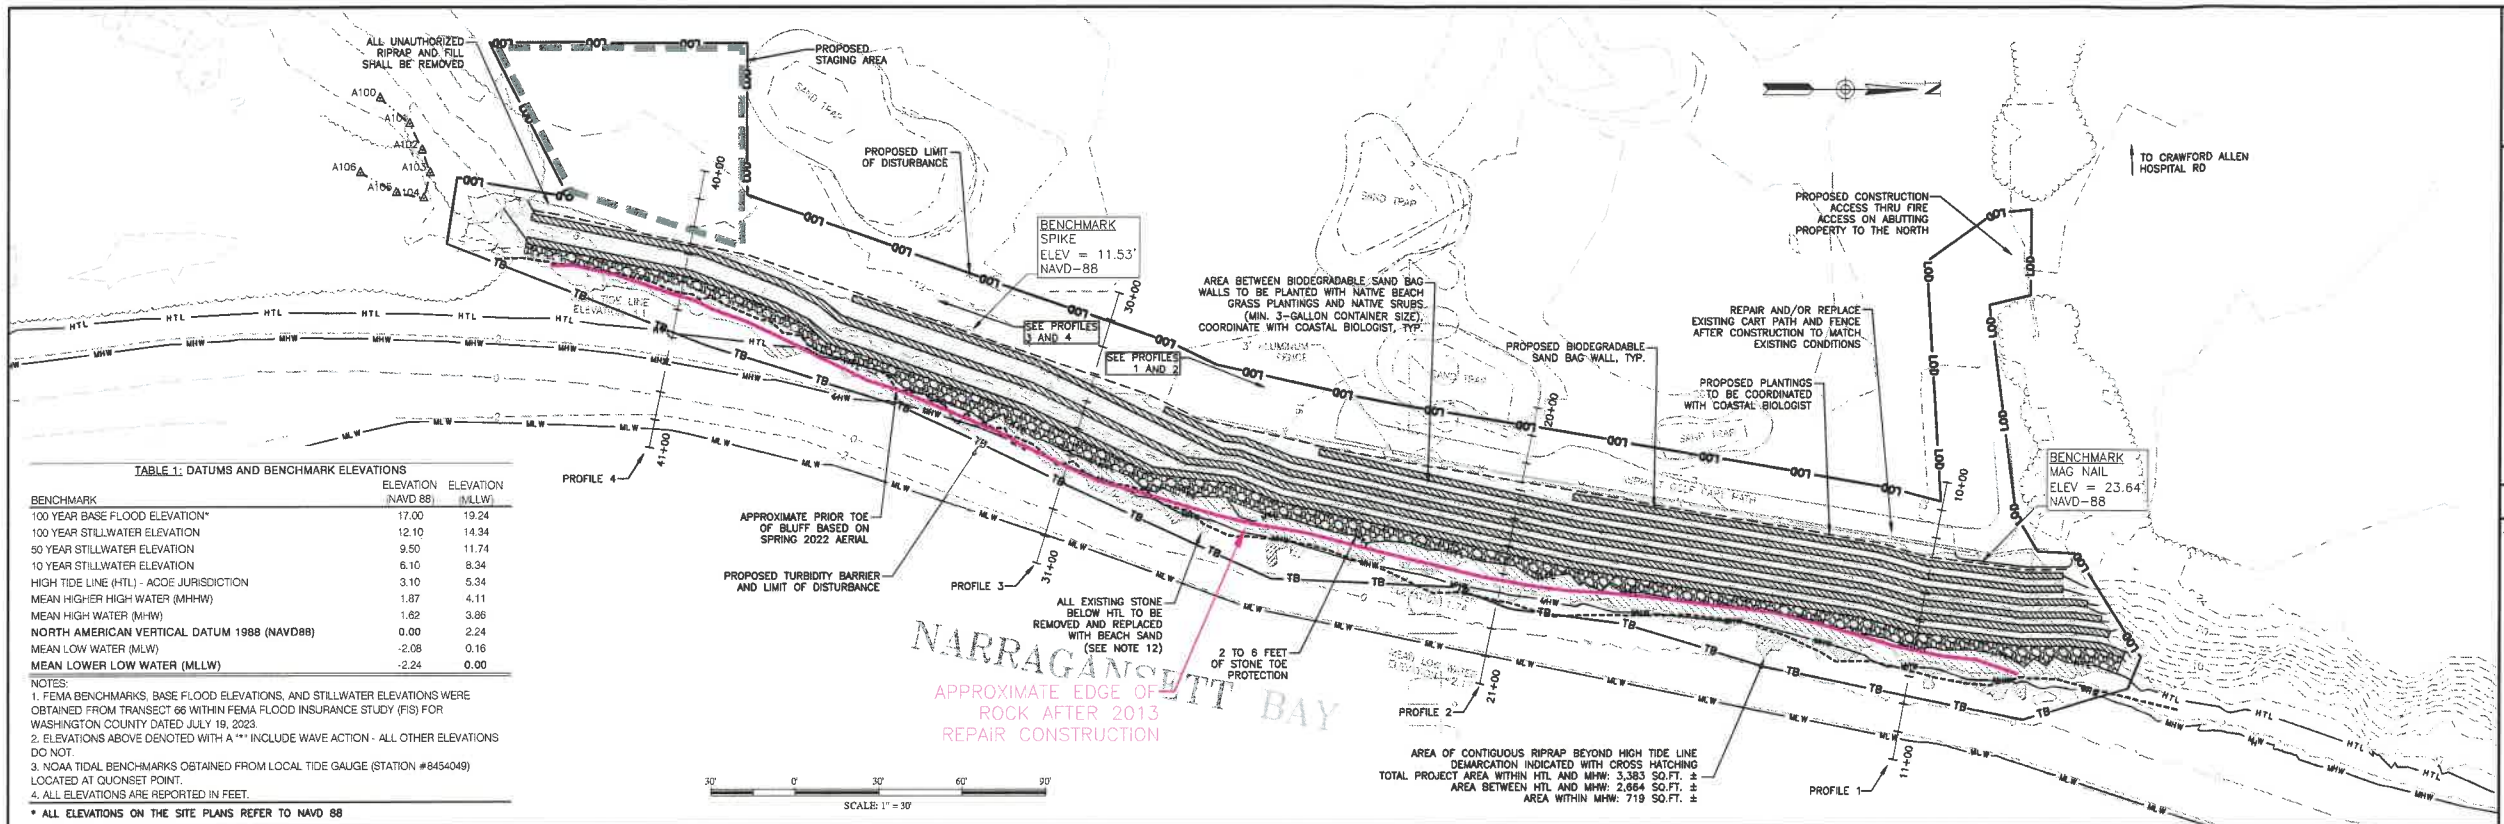 ALL UNAUTHORIZED
RIPRAP AND FILL
SHALL BE REMOVED
PROPOSED
STAGING AREA
LOD
A100
A101
A102
A103
A104
A105
A106
SAND TRAP
PROPOSED LIMIT
OF DISTURBANCE
40+00
BENCHMARK
SPIKE
ELEV = 11.53'
NAVD-88
SEE PROFILES
3 AND 4
SEE PROFILES
1 AND 2
30+00
SAND TRAP
N
TO CRAWFORD ALLEN
HOSPITAL RD
PROPOSED CONSTRUCTION
ACCESS THRU FIRE
ACCESS ON ABUTTING
PROPERTY TO THE NORTH
AREA BETWEEN BIODEGRADABLE SAND BAG
WALLS TO BE PLANTED WITH NATIVE BEACH
GRASS PLANTINGS AND NATIVE SRUBS
(MIN. 3-GALLON CONTAINER SIZE),
COORDINATE WITH COASTAL BIOLOGIST, TYP.
3' ALUMINUM
FENCE
SAND TRAP
PROPOSED BIODEGRADABLE
SAND BAG WALL, TYP.
REPAIR AND/OR REPLACE
EXISTING CART PATH AND FENCE
AFTER CONSTRUCTION TO MATCH
EXISTING CONDITIONS
PROPOSED PLANTINGS
TO BE COORDINATED
WITH COASTAL BIOLOGIST
20+00
SAND TRAP
GOLF CART PATH
10+00
BENCHMARK
MAG NAIL
ELEV = 23.64'
NAVD-88
HTL
MHW
MLW
TB
TIDE LINE
PROFILE 4
41+00
APPROXIMATE PRIOR TOE
OF BLUFF BASED ON
SPRING 2022 AERIAL
PROPOSED TURBIDITY BARRIER
AND LIMIT OF DISTURBANCE
PROFILE 3
31+00
ALL EXISTING STONE
BELOW HTL TO BE
REMOVED AND REPLACED
WITH BEACH SAND
(SEE NOTE 12)
2 TO 6 FEET
OF STONE TOE
PROTECTION
NARRAGANSETT BAY
APPROXIMATE EDGE OF
ROCK AFTER 2013
REPAIR CONSTRUCTION
PROFILE 2
21+00
AREA OF CONTIGUOUS RIPRAP BEYOND HIGH TIDE LINE
DEMARCATION INDICATED WITH CROSS HATCHING
TOTAL PROJECT AREA WITHIN HTL AND MHW: 3,383 SQ.FT. ±
AREA BETWEEN HTL AND MHW: 2,664 SQ.FT. ±
AREA WITHIN MHW: 719 SQ.FT. ±
PROFILE 1
11+00
TABLE 1: DATUMS AND BENCHMARK ELEVATIONS
BENCHMARK ELEVATION (NAVD 88) ELEVATION (MLLW)
100 YEAR BASE FLOOD ELEVATION* 17.00 19.24
100 YEAR STILLWATER ELEVATION 12.10 14.34
50 YEAR STILLWATER ELEVATION 9.50 11.74
10 YEAR STILLWATER ELEVATION 6.10 8.34
HIGH TIDE LINE (HTL) - ACOE JURISDICTION 3.10 5.34
MEAN HIGHER HIGH WATER (MHHW) 1.87 4.11
MEAN HIGH WATER (MHW) 1.62 3.86
NORTH AMERICAN VERTICAL DATUM 1988 (NAVD88) 0.00 2.24
MEAN LOW WATER (MLW) -2.08 0.16
MEAN LOWER LOW WATER (MLLW) -2.24 0.00
NOTES:
1. FEMA BENCHMARKS, BASE FLOOD ELEVATIONS, AND STILLWATER ELEVATIONS WERE
OBTAINED FROM TRANSECT 66 WITHIN FEMA FLOOD INSURANCE STUDY (FIS) FOR
WASHINGTON COUNTY DATED JULY 19, 2023.
2. ELEVATIONS ABOVE DENOTED WITH A "*" INCLUDE WAVE ACTION - ALL OTHER ELEVATIONS
DO NOT.
3. NOAA TIDAL BENCHMARKS OBTAINED FROM LOCAL TIDE GAUGE (STATION #8454049)
LOCATED AT QUONSET POINT.
4. ALL ELEVATIONS ARE REPORTED IN FEET.
* ALL ELEVATIONS ON THE SITE PLANS REFER TO NAVD 88
30' 0' 30' 60' 90'
SCALE: 1" = 30'